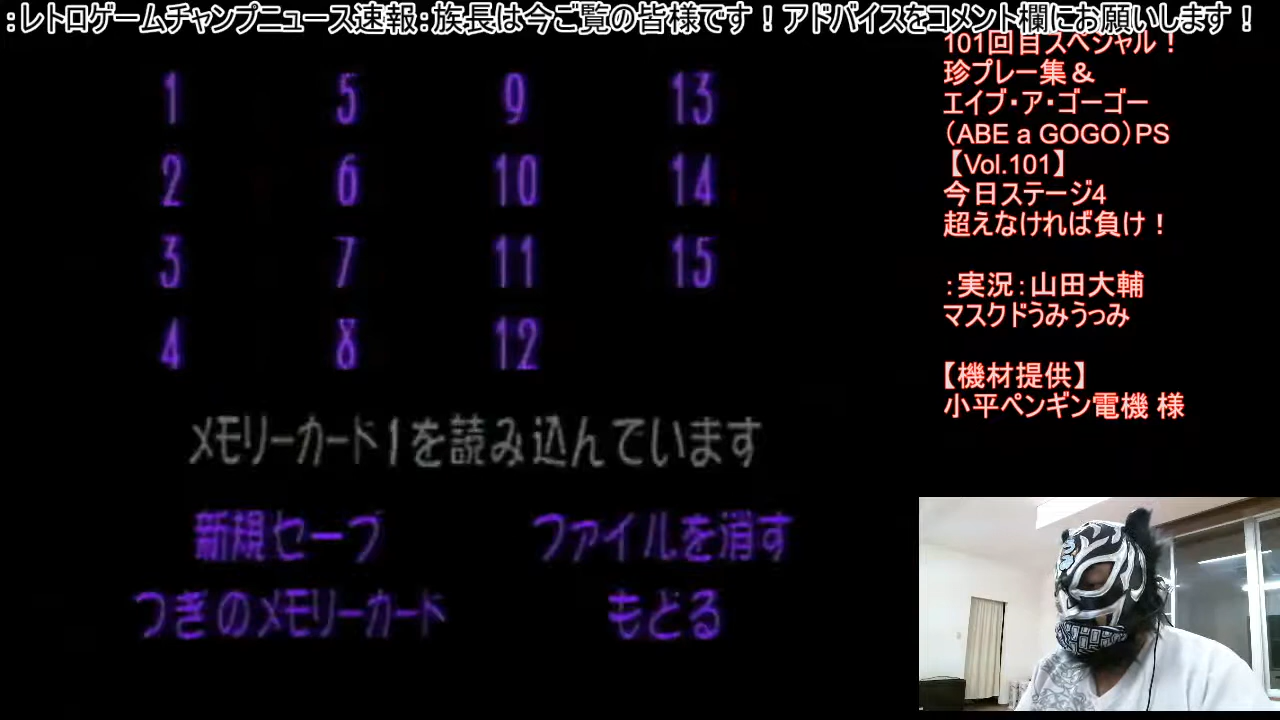 :レトロゲームチャンプニュース速報:族長は今ご覧の皆様です！アドバイスをコメント欄にお願いします！
1 5 9 13
2 6 10 14
3 7 11 15
4 8 12
メモリーカード1を読み込んでいます
新規セーブ ファイルを消す
つぎのメモリーカード もどる
101回目スペシャル！
珍プレー集＆
エイブ・ア・ゴーゴー
（ABE a GOGO）PS
【Vol.101】
今日ステージ4
超えなければ負け！
:実況:山田大輔
マスクドうみうっみ
【機材提供】
小平ペンギン電機 様